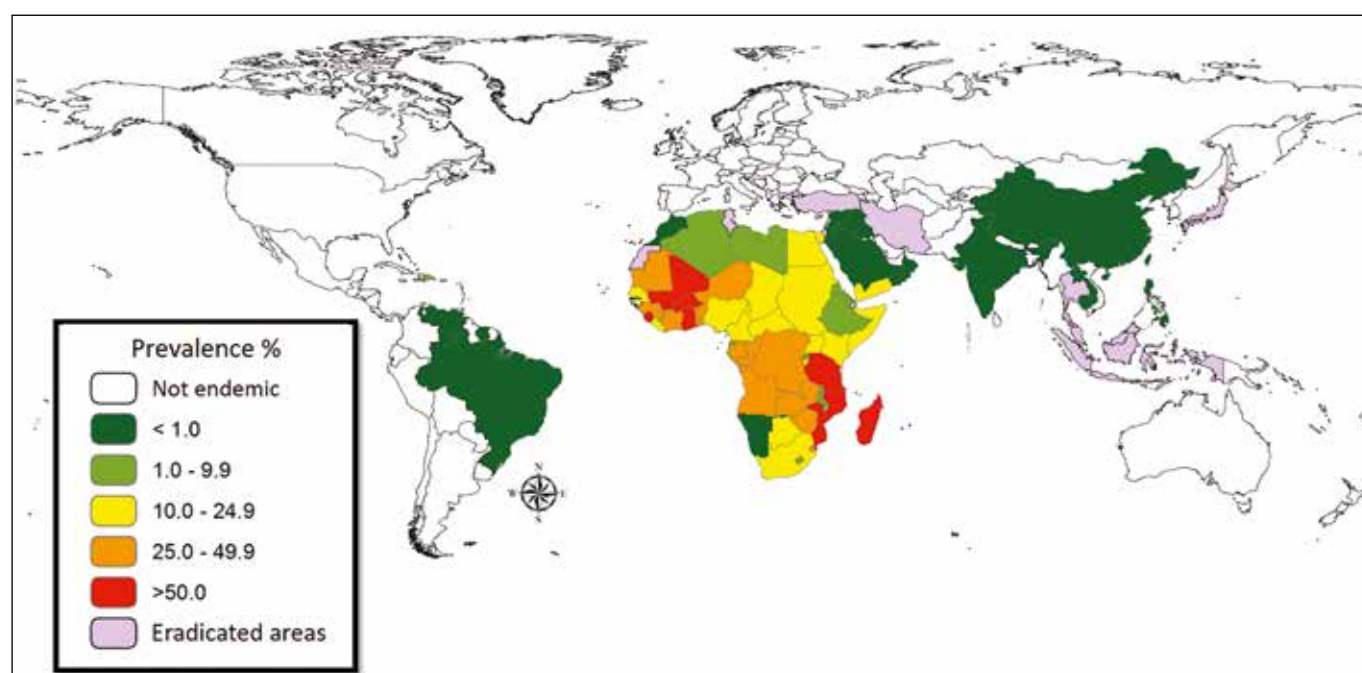 Prevalence %
Not endemic
< 1.0
1.0 - 9.9
10.0 - 24.9
25.0 - 49.9
>50.0
Eradicated areas
N
W E
S